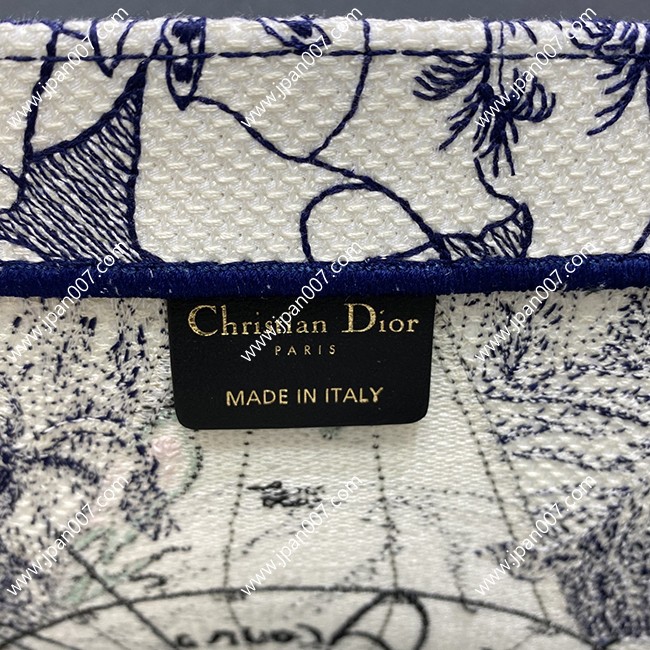 Christian Dior
PARIS
MADE IN ITALY
www.jpan007.com